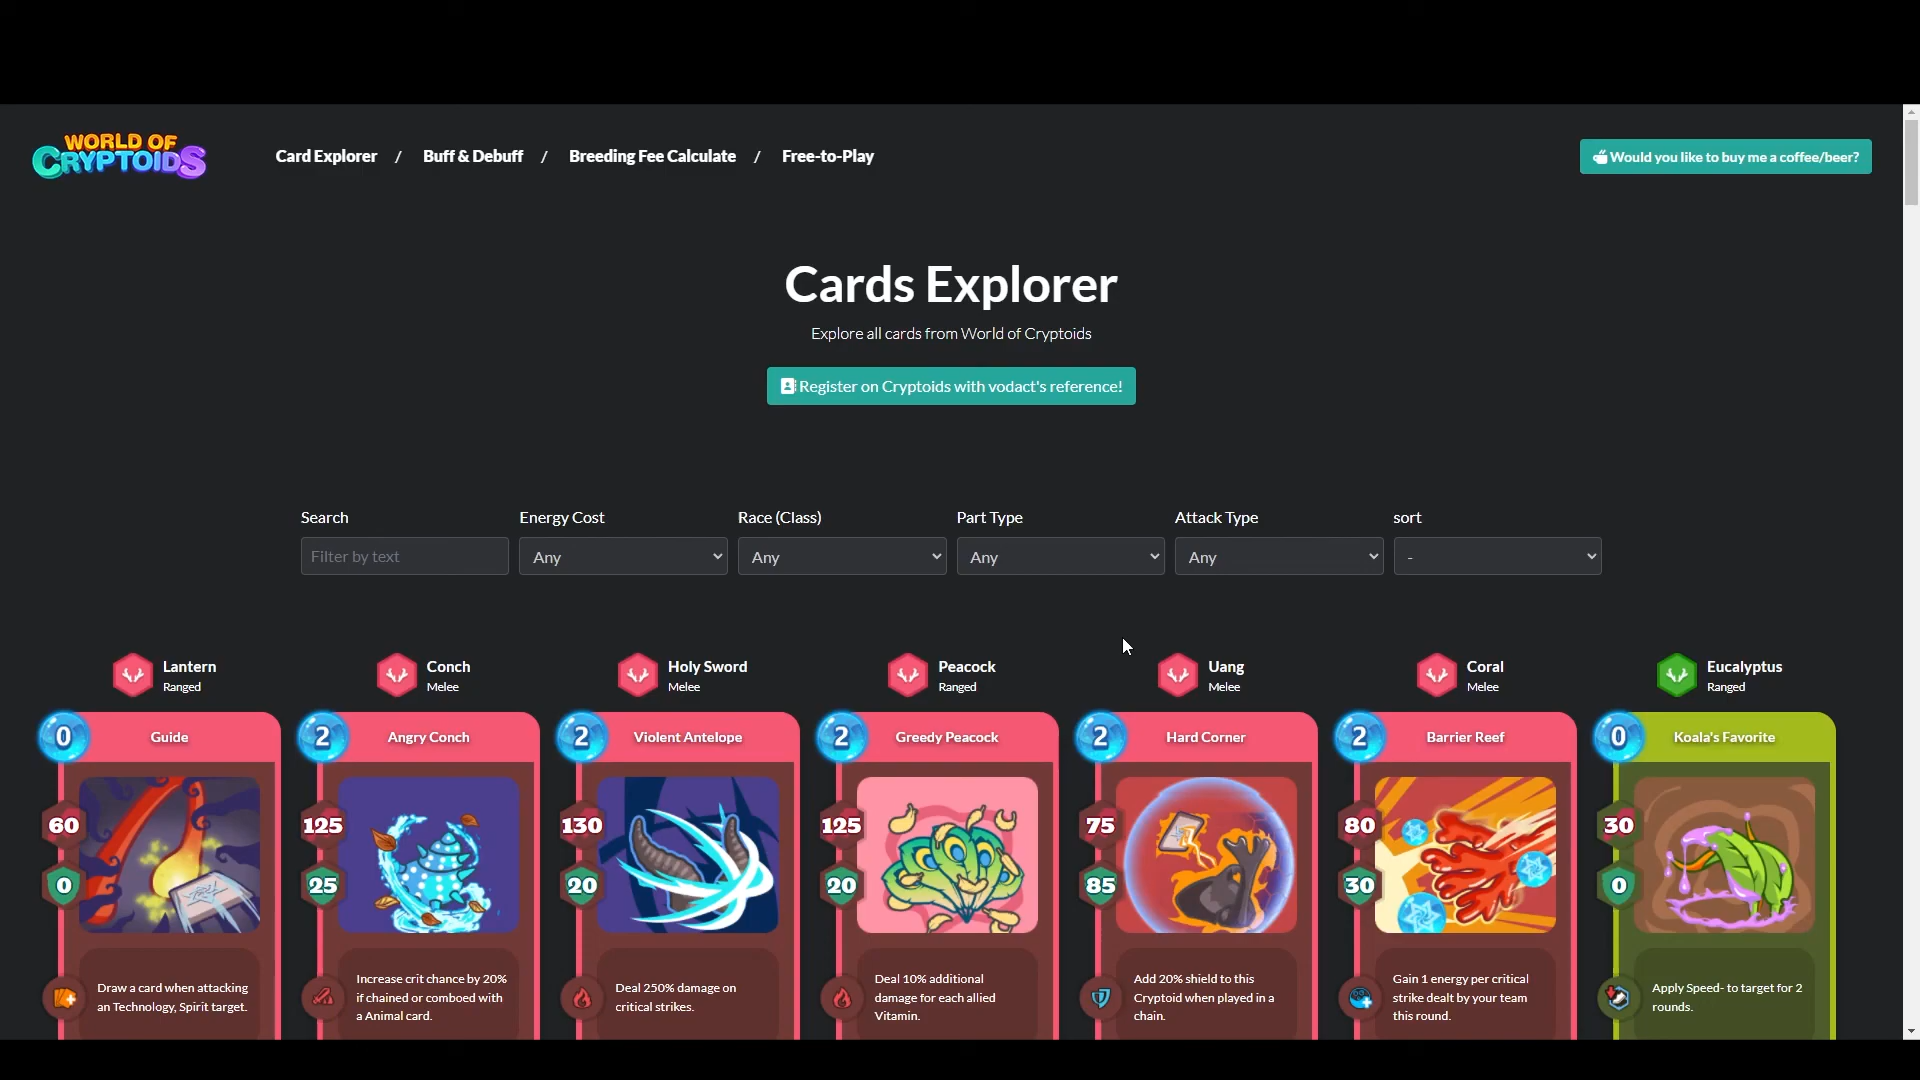 WORLD OF
CRYPTOIDS
Card Explorer / Buff & Debuff / Breeding Fee Calculate / Free-to-Play
Would you like to buy me a coffee/beer?
Cards Explorer
Explore all cards from World of Cryptoids
Register on Cryptoids with vodact's reference!
Search Energy Cost Race (Class) Part Type Attack Type sort
Filter by text Any Any Any Any -
Lantern
Ranged
0 Guide
60
0
Draw a card when attacking
an Technology, Spirit target.
Conch
Melee
2 Angry Conch
125
25
Increase crit chance by 20%
if chained or comboed with
a Animal card.
Holy Sword
Melee
2 Violent Antelope
130
20
Deal 250% damage on
critical strikes.
Peacock
Ranged
2 Greedy Peacock
125
20
Deal 10% additional
damage for each allied
Vitamin.
Uang
Melee
2 Hard Corner
75
85
Add 20% shield to this
Cryptoid when played in a
chain.
Coral
Melee
2 Barrier Reef
80
30
Gain 1 energy per critical
strike dealt by your team
this round.
Eucalyptus
Ranged
0 Koala's Favorite
30
0
Apply Speed- to target for 2
rounds.